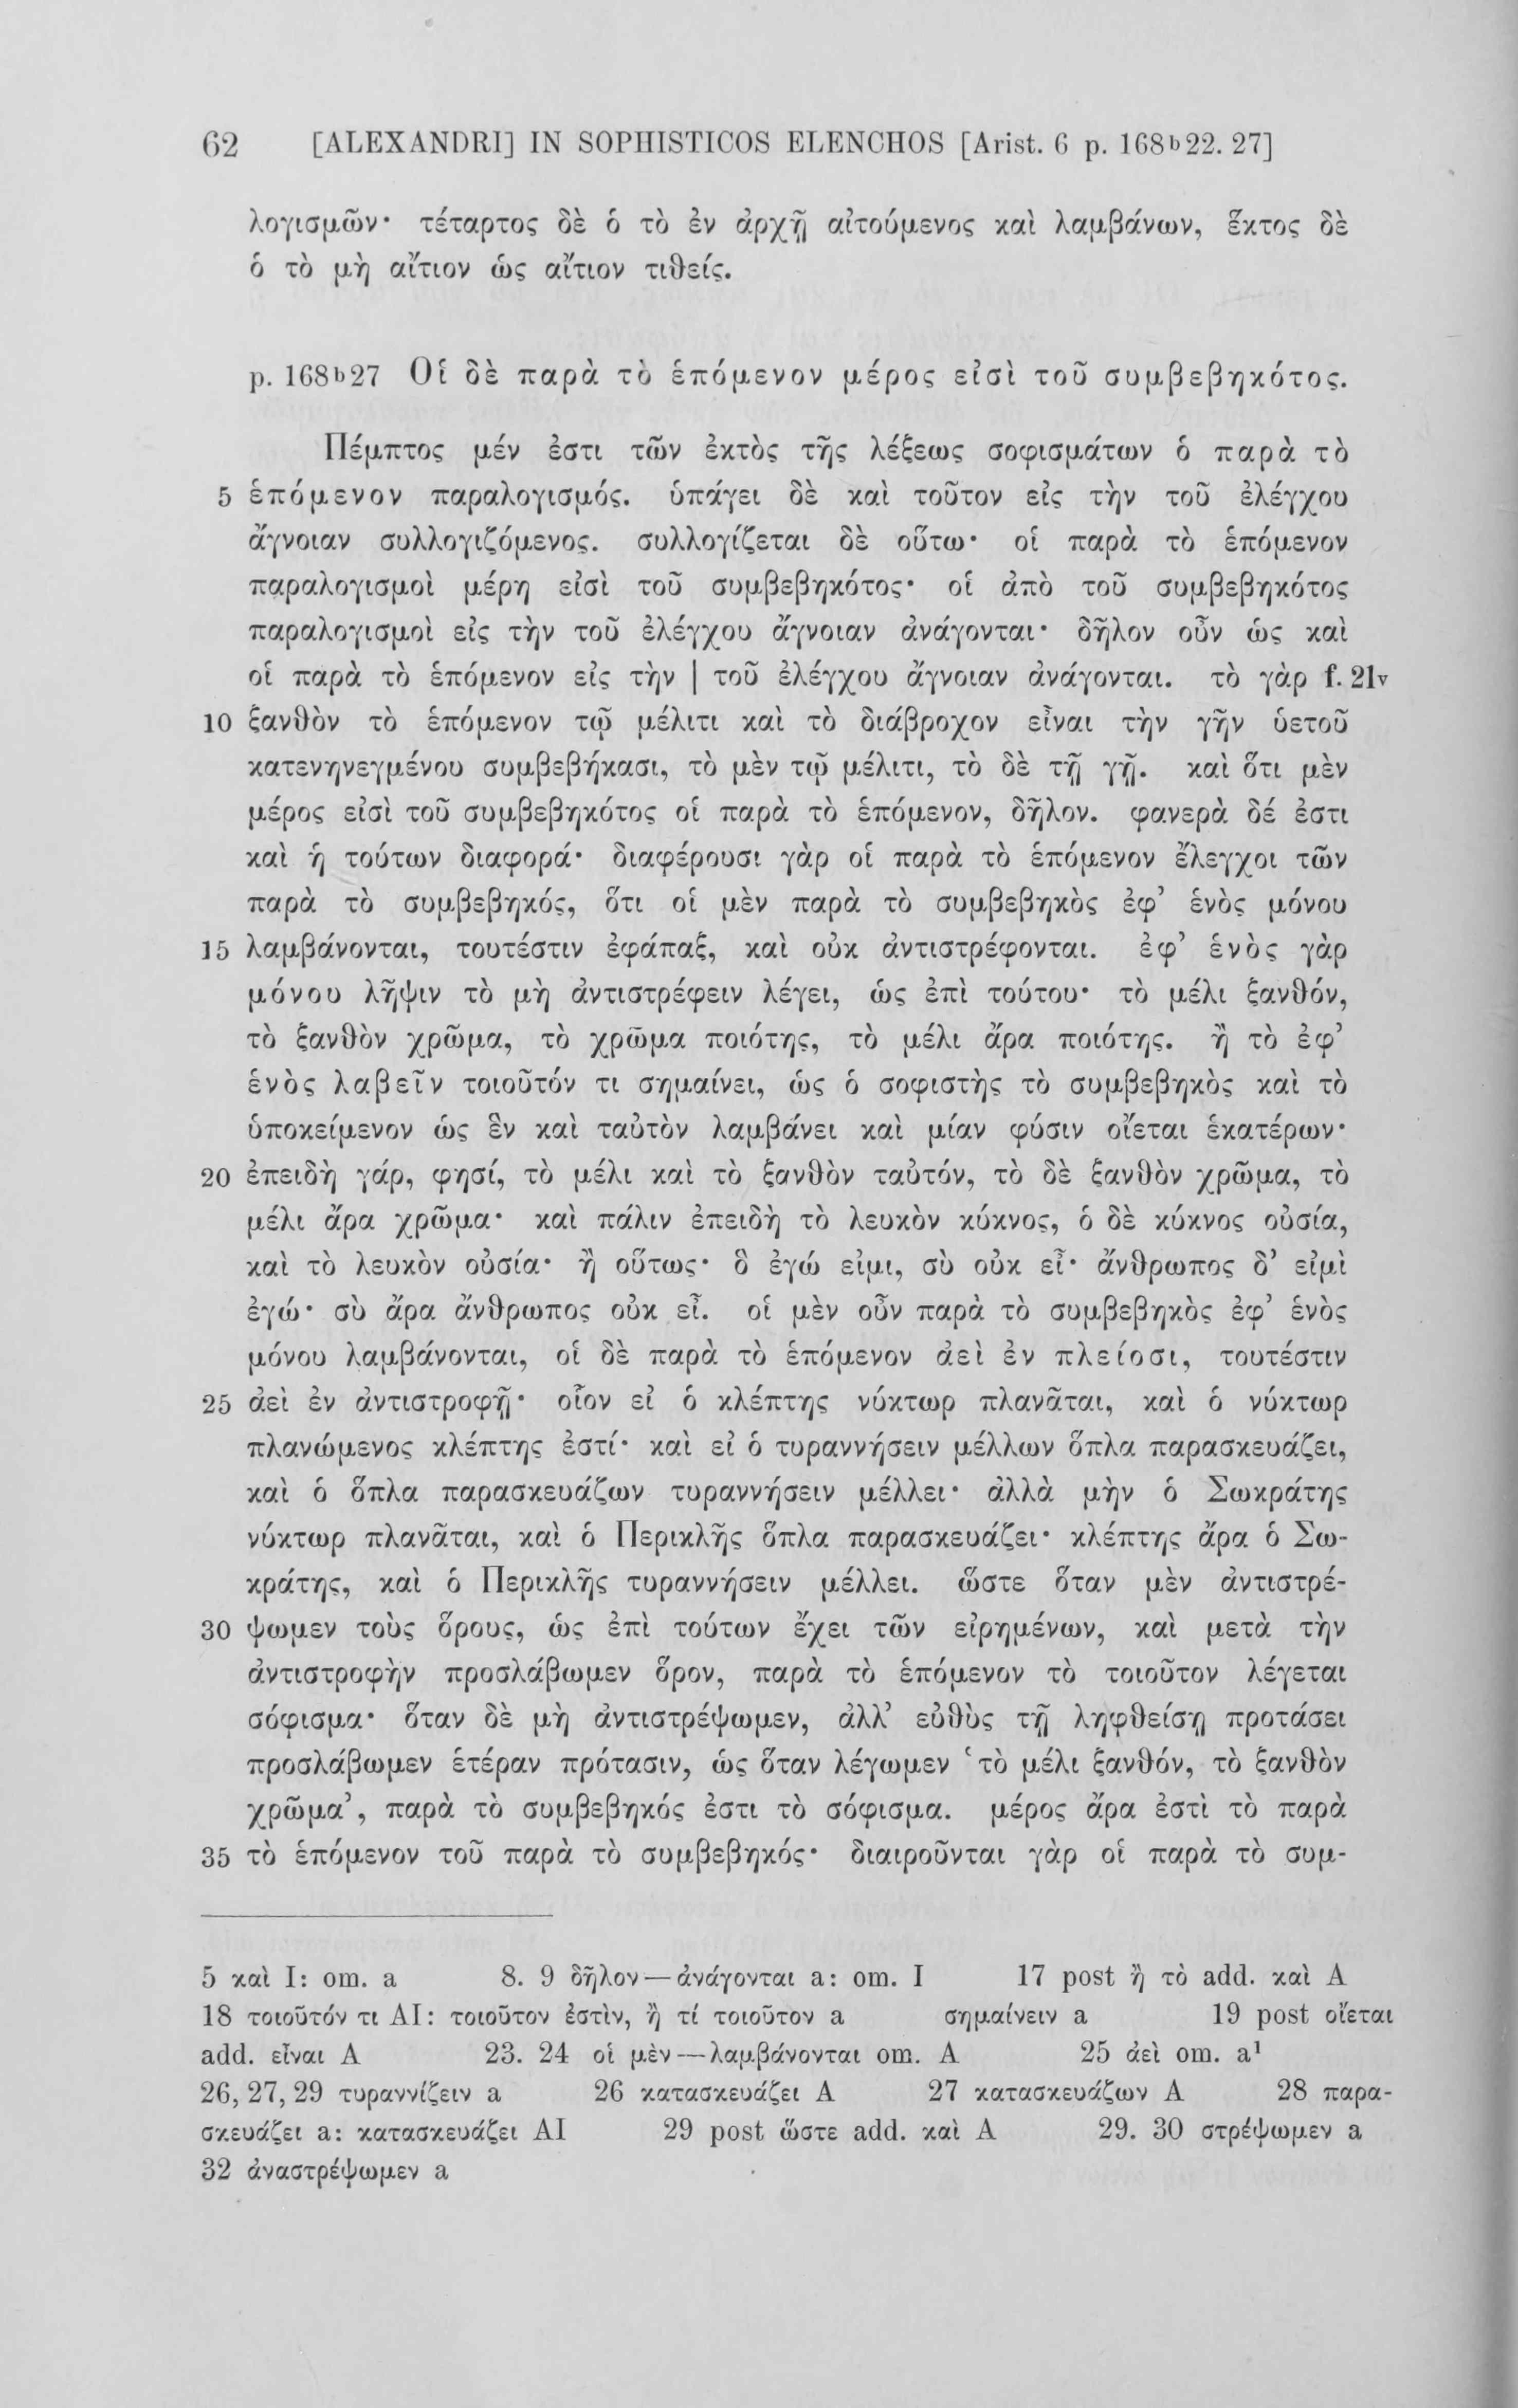 62 [ALEXANDRI] IN SOPHISTICOS ELENCHOS [Arist. 6 p. 168b22. 27]
λογισμῶν· τέταρτος δὲ ὁ τὸ ἐν ἀρχῇ αἰτούμενος καὶ λαμβάνων, ἕκτος δὲ
ὁ τὸ μὴ αἴτιον ὡς αἴτιον τιθείς.
p. 168b27 Οἱ δὲ παρὰ τὸ ἑπόμενον μέρος εἰσὶ τοῦ συμβεβηκότος.
Πέμπτος μέν ἐστι τῶν ἐκτὸς τῆς λέξεως σοφισμάτων ὁ παρὰ τὸ
5 ἑπόμενον παραλογισμός. ὑπάγει δὲ καὶ τοῦτον εἰς τὴν τοῦ ἐλέγχου
ἄγνοιαν συλλογιζόμενος. συλλογίζεται δὲ οὕτω· οἱ παρὰ τὸ ἑπόμενον
παραλογισμοὶ μέρη εἰσὶ τοῦ συμβεβηκότος· οἱ ἀπὸ τοῦ συμβεβηκότος
παραλογισμοὶ εἰς τὴν τοῦ ἐλέγχου ἄγνοιαν ἀνάγονται· δῆλον οὖν ὡς καὶ
οἱ παρὰ τὸ ἑπόμενον εἰς τὴν | τοῦ ἐλέγχου ἄγνοιαν ἀνάγονται. τὸ γὰρ f. 21v
10 ξανθὸν τὸ ἑπόμενον τῷ μέλιτι καὶ τὸ διάβροχον εἶναι τὴν γῆν ὑετοῦ
κατενηνεγμένου συμβεβήκασι, τὸ μὲν τῷ μέλιτι, τὸ δὲ τῇ γῇ. καὶ ὅτι μὲν
μέρος εἰσὶ τοῦ συμβεβηκότος οἱ παρὰ τὸ ἑπόμενον, δῆλον. φανερὰ δέ ἐστι
καὶ ἡ τούτων διαφορά· διαφέρουσι γὰρ οἱ παρὰ τὸ ἑπόμενον ἔλεγχοι τῶν
παρὰ τὸ συμβεβηκός, ὅτι οἱ μὲν παρὰ τὸ συμβεβηκὸς ἐφ’ ἑνὸς μόνου
15 λαμβάνονται, τουτέστιν ἐφάπαξ, καὶ οὐκ ἀντιστρέφονται. ἐφ’ ἑνὸς γὰρ
μόνου λῆψιν τὸ μὴ ἀντιστρέφειν λέγει, ὡς ἐπὶ τούτου· τὸ μέλι ξανθόν,
τὸ ξανθὸν χρῶμα, τὸ χρῶμα ποιότης, τὸ μέλι ἄρα ποιότης. ἢ τὸ ἐφ’
ἑνὸς λαβεῖν τοιοῦτόν τι σημαίνει, ὡς ὁ σοφιστὴς τὸ συμβεβηκὸς καὶ τὸ
ὑποκείμενον ὡς ἓν καὶ ταὐτὸν λαμβάνει καὶ μίαν φύσιν οἴεται ἑκατέρων·
20 ἐπειδὴ γάρ, φησί, τὸ μέλι καὶ τὸ ξανθὸν ταὐτόν, τὸ δὲ ξανθὸν χρῶμα, τὸ
μέλι ἄρα χρῶμα· καὶ πάλιν ἐπειδὴ τὸ λευκὸν κύκνος, ὁ δὲ κύκνος οὐσία,
καὶ τὸ λευκὸν οὐσία· ἢ οὕτως· ὃ ἐγώ εἰμι, σὺ οὐκ εἶ· ἄνθρωπος δ’ εἰμὶ
ἐγώ· σὺ ἄρα ἄνθρωπος οὐκ εἶ. οἱ μὲν οὖν παρὰ τὸ συμβεβηκὸς ἐφ’ ἑνὸς
μόνου λαμβάνονται, οἱ δὲ παρὰ τὸ ἑπόμενον ἀεὶ ἐν πλείοσι, τουτέστιν
25 ἀεὶ ἐν ἀντιστροφῇ· οἷον εἰ ὁ κλέπτης νύκτωρ πλανᾶται, καὶ ὁ νύκτωρ
πλανώμενος κλέπτης ἐστί· καὶ εἰ ὁ τυραννήσειν μέλλων ὅπλα παρασκευάζει,
καὶ ὁ ὅπλα παρασκευάζων τυραννήσειν μέλλει· ἀλλὰ μὴν ὁ Σωκράτης
νύκτωρ πλανᾶται, καὶ ὁ Περικλῆς ὅπλα παρασκευάζει· κλέπτης ἄρα ὁ Σω-
κράτης, καὶ ὁ Περικλῆς τυραννήσειν μέλλει. ὥστε ὅταν μὲν ἀντιστρέ-
30 ψωμεν τοὺς ὅρους, ὡς ἐπὶ τούτων ἔχει τῶν εἰρημένων, καὶ μετὰ τὴν
ἀντιστροφὴν προσλάβωμεν ὅρον, παρὰ τὸ ἑπόμενον τὸ τοιοῦτον λέγεται
σόφισμα· ὅταν δὲ μὴ ἀντιστρέψωμεν, ἀλλ’ εὐθὺς τῇ ληφθείσῃ προτάσει
προσλάβωμεν ἑτέραν πρότασιν, ὡς ὅταν λέγωμεν ‘τὸ μέλι ξανθόν, τὸ ξανθὸν
χρῶμα’, παρὰ τὸ συμβεβηκός ἐστι τὸ σόφισμα. μέρος ἄρα ἐστὶ τὸ παρὰ
35 τὸ ἑπόμενον τοῦ παρὰ τὸ συμβεβηκός· διαιροῦνται γὰρ οἱ παρὰ τὸ συμ-
5 καὶ I: om. a 8. 9 δῆλον — ἀνάγονται a: om. I 17 post ἢ τὸ add. καὶ A
18 τοιοῦτόν τι AI: τοιοῦτον ἐστὶν, ἢ τί τοιοῦτον a σημαίνειν a 19 post οἴεται
add. εἶναι A 23. 24 οἱ μὲν — λαμβάνονται om. A 25 ἀεὶ om. a¹
26, 27, 29 τυραννίζειν a 26 κατασκευάζει A 27 κατασκευάζων A 28 παρα-
σκευάζει a: κατασκευάζει AI 29 post ὥστε add. καὶ A 29. 30 στρέψωμεν a
32 ἀναστρέψωμεν a